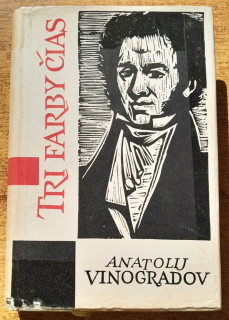 TRI FARBY ČIAS
ANATOLIJ
VINOGRADOV